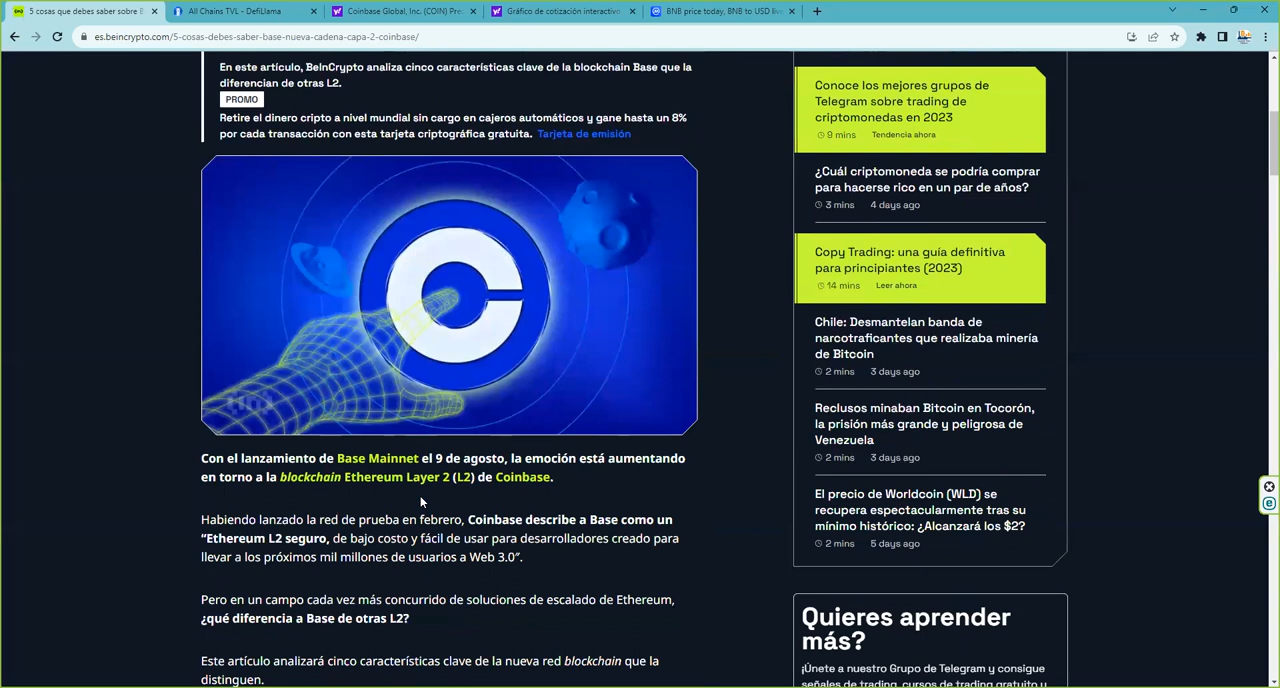 5 cosas que debes saber sobre B
All Chains TVL - DefiLlama
Coinbase Global, Inc. (COIN) Pre
Gráfico de cotización interactivo
BNB price today, BNB to USD liv
es.beincrypto.com/5-cosas-debes-saber-base-nueva-cadena-capa-2-coinbase/
En este artículo, BeInCrypto analiza cinco características clave de la blockchain Base que la
diferencian de otras L2.
PROMO
Retire el dinero cripto a nivel mundial sin cargo en cajeros automáticos y gane hasta un 8%
por cada transacción con esta tarjeta criptográfica gratuita. Tarjeta de emisión
Con el lanzamiento de Base Mainnet el 9 de agosto, la emoción está aumentando
en torno a la blockchain Ethereum Layer 2 (L2) de Coinbase.
Habiendo lanzado la red de prueba en febrero, Coinbase describe a Base como un
“Ethereum L2 seguro, de bajo costo y fácil de usar para desarrolladores creado para
llevar a los próximos mil millones de usuarios a Web 3.0”.
Pero en un campo cada vez más concurrido de soluciones de escalado de Ethereum,
¿qué diferencia a Base de otras L2?
Este artículo analizará cinco características clave de la nueva red blockchain que la
distinguen.
Conoce los mejores grupos de
Telegram sobre trading de
criptomonedas en 2023
9 mins Tendencia ahora
¿Cuál criptomoneda se podría comprar
para hacerse rico en un par de años?
3 mins 4 days ago
Copy Trading: una guía definitiva
para principiantes (2023)
14 mins Leer ahora
Chile: Desmantelan banda de
narcotraficantes que realizaba minería
de Bitcoin
2 mins 3 days ago
Reclusos minaban Bitcoin en Tocorón,
la prisión más grande y peligrosa de
Venezuela
2 mins 3 days ago
El precio de Worldcoin (WLD) se
recupera espectacularmente tras su
mínimo histórico: ¿Alcanzará los $2?
2 mins 5 days ago
Quieres aprender
más?
¡Únete a nuestro Grupo de Telegram y consigue
señales de trading, cursos de trading gratuito y